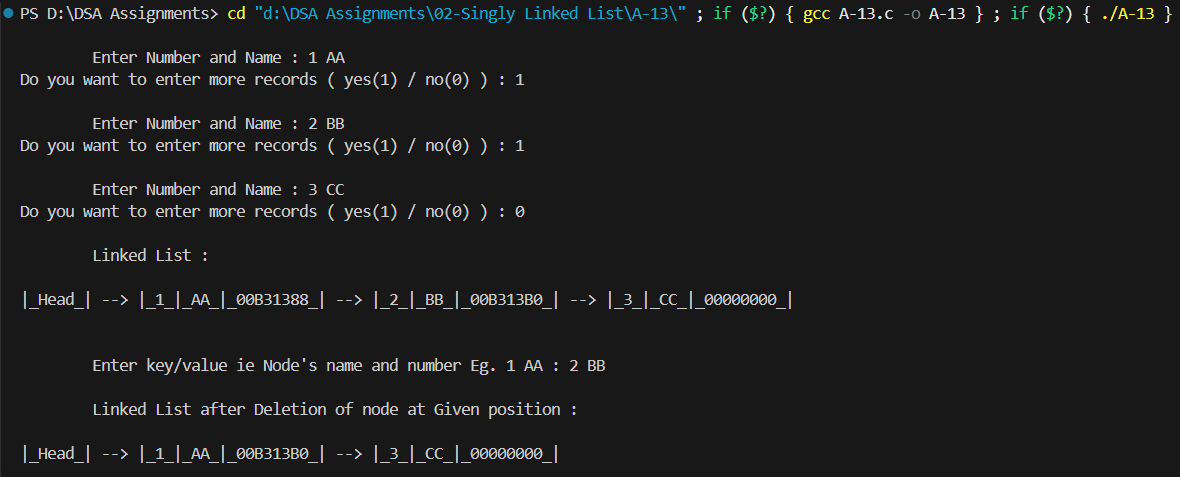 PS D:\DSA Assignments> cd "d:\DSA Assignments\02-Singly Linked List\A-13\" ; if ($?) { gcc A-13.c -o A-13 } ; if ($?) { ./A-13 }
Enter Number and Name : 1 AA
Do you want to enter more records ( yes(1) / no(0) ) : 1
Enter Number and Name : 2 BB
Do you want to enter more records ( yes(1) / no(0) ) : 1
Enter Number and Name : 3 CC
Do you want to enter more records ( yes(1) / no(0) ) : 0
Linked List :
|_Head_| --> |_1_|_AA_|_00B31388_| --> |_2_|_BB_|_00B313B0_| --> |_3_|_CC_|_00000000_|
Enter key/value ie Node's name and number Eg. 1 AA : 2 BB
Linked List after Deletion of node at Given position :
|_Head_| --> |_1_|_AA_|_00B313B0_| --> |_3_|_CC_|_00000000_|